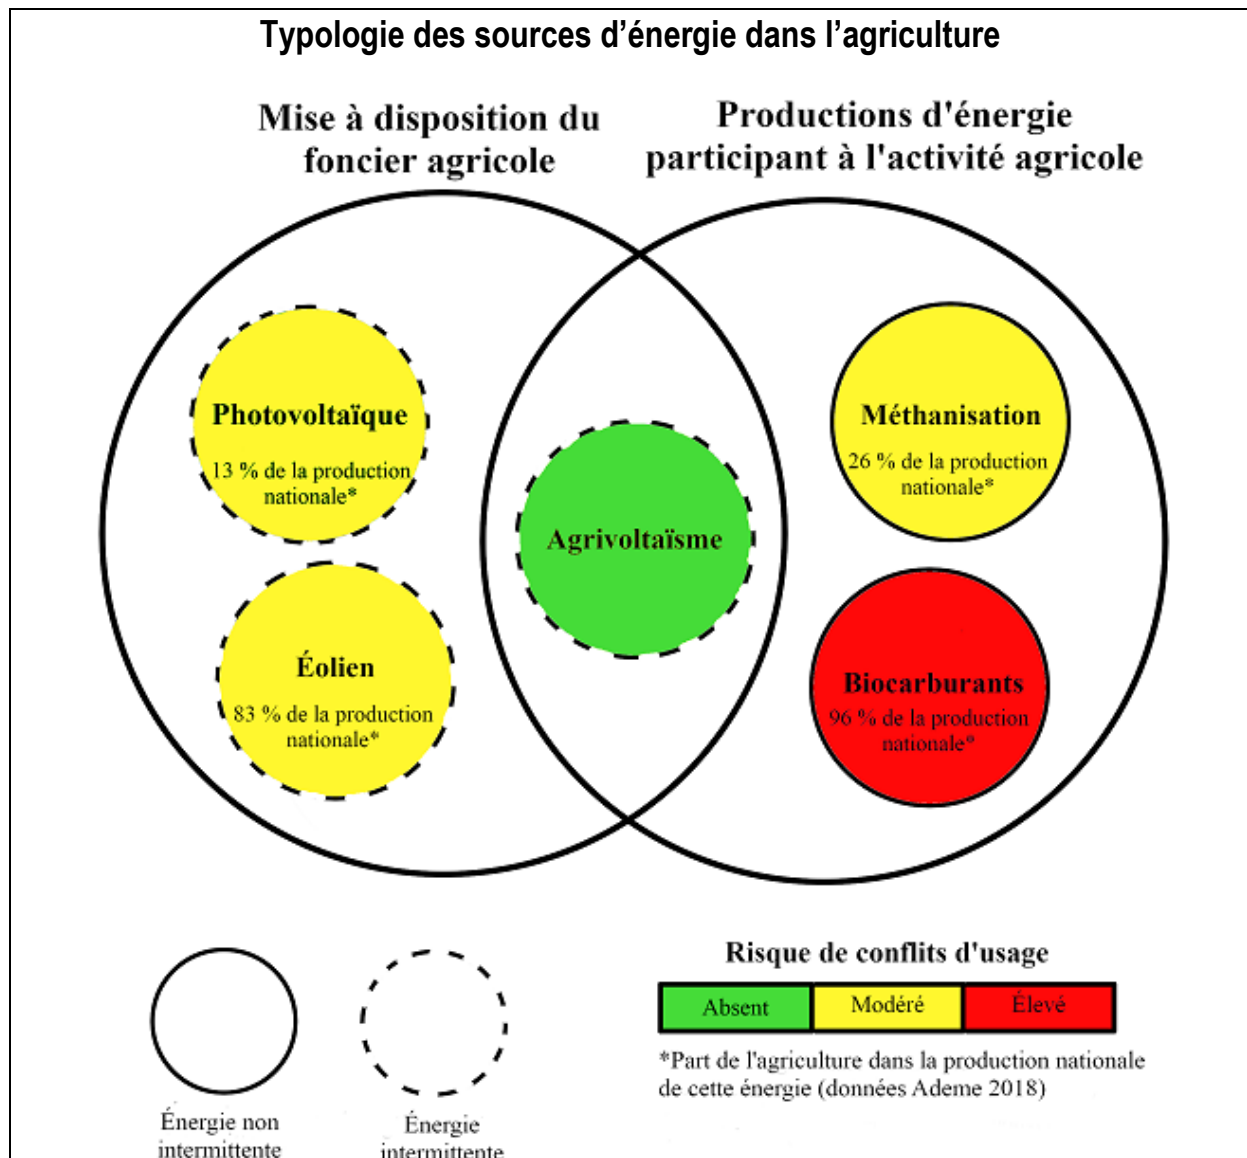 Typologie des sources d’énergie dans l’agriculture
Mise à disposition du
foncier agricole
Productions d'énergie
participant à l'activité agricole
Photovoltaïque
13 % de la production
nationale*
Méthanisation
26 % de la production
nationale*
Agrivoltaïsme
Éolien
83 % de la production
nationale*
Biocarburants
96 % de la production
nationale*
Risque de conflits d'usage
Absent
Modéré
Élevé
*Part de l'agriculture dans la production nationale
de cette énergie (données Ademe 2018)
Énergie non
intermittente
Énergie
intermittente